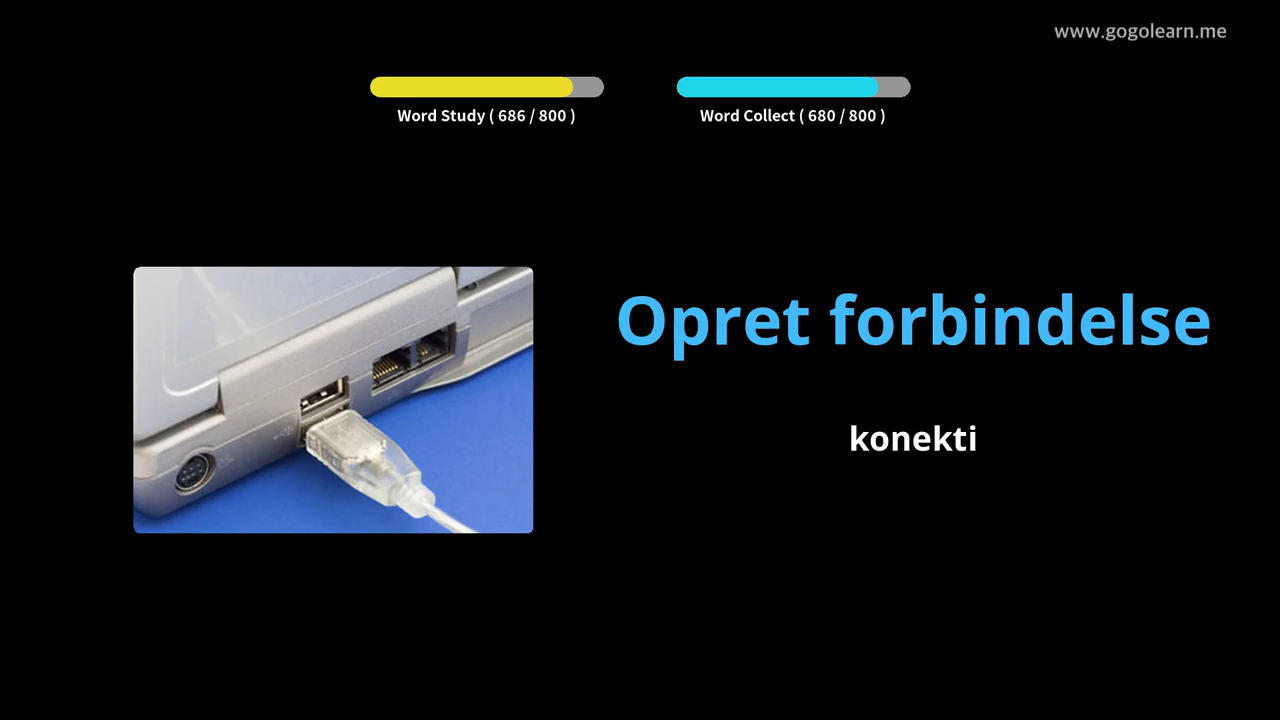 www.gogolearn.me
Word Study ( 686 / 800 )
Word Collect ( 680 / 800 )
Opret forbindelse
konekti